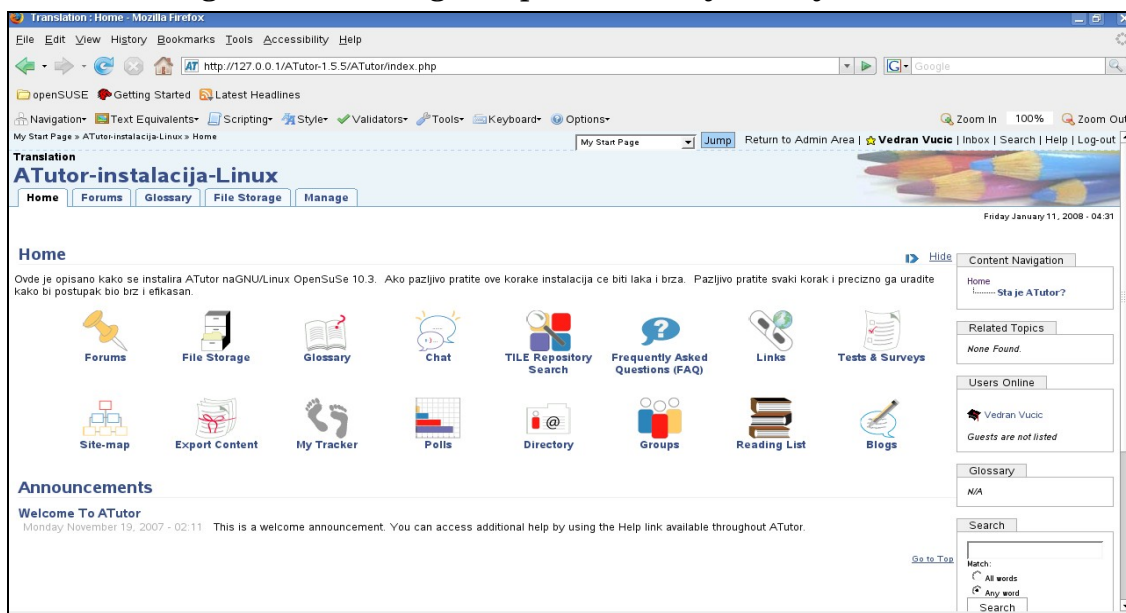 Translation : Home - Mozilla Firefox
File Edit View History Bookmarks Tools Accessibility Help
http://127.0.0.1/ATutor-1.5.5/ATutor/index.php
G Google
openSUSE Getting Started Latest Headlines
Navigation Text Equivalents Scripting Style Validators Tools Keyboard Options Zoom In 100% Zoom Out
My Start Page » ATutor-instalacija-Linux » Home
My Start Page Jump Return to Admin Area | Vedran Vucic | Inbox | Search | Help | Log-out
Translation
ATutor-instalacija-Linux
Home Forums Glossary File Storage Manage
Friday January 11, 2008 - 04:31
Home
Hide
Ovde je opisano kako se instalira ATutor naGNU/Linux OpenSuSe 10.3. Ako pazljivo pratite ove korake instalacija ce biti laka i brza. Pazljivo pratite svaki korak i precizno ga uradite
kako bi postupak bio brz i efikasan.
Forums File Storage Glossary Chat TILE Repository Frequently Asked Links Tests & Surveys
Search Questions (FAQ)
Site-map Export Content My Tracker Polls Directory Groups Reading List Blogs
Announcements
Welcome To ATutor
Monday November 19, 2007 - 02:11 This is a welcome announcement. You can access additional help by using the Help link available throughout ATutor.
Go to Top
Content Navigation
Home
Sta je ATutor?
Related Topics
None Found.
Users Online
Vedran Vucic
Guests are not listed
Glossary
N/A
Search
Match:
All words
Any word
Search